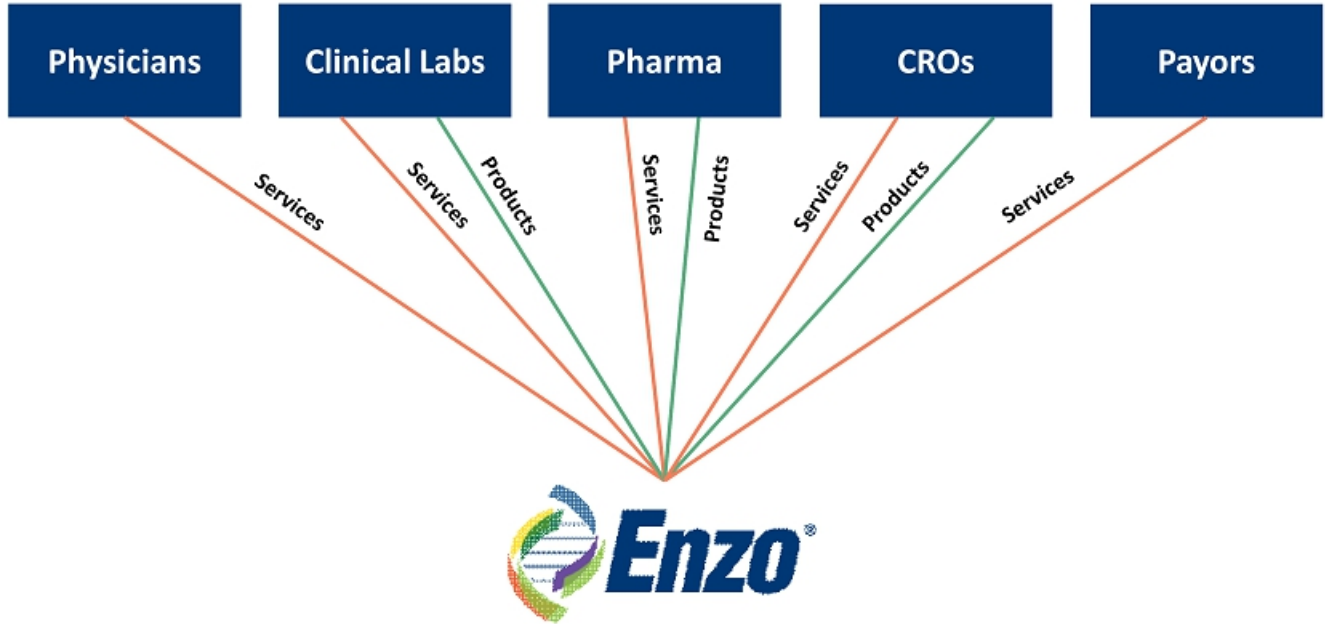 Physicians
Clinical Labs
Pharma
CROs
Payors
Services
Services
Products
Services
Products
Services
Products
Services
Enzo®